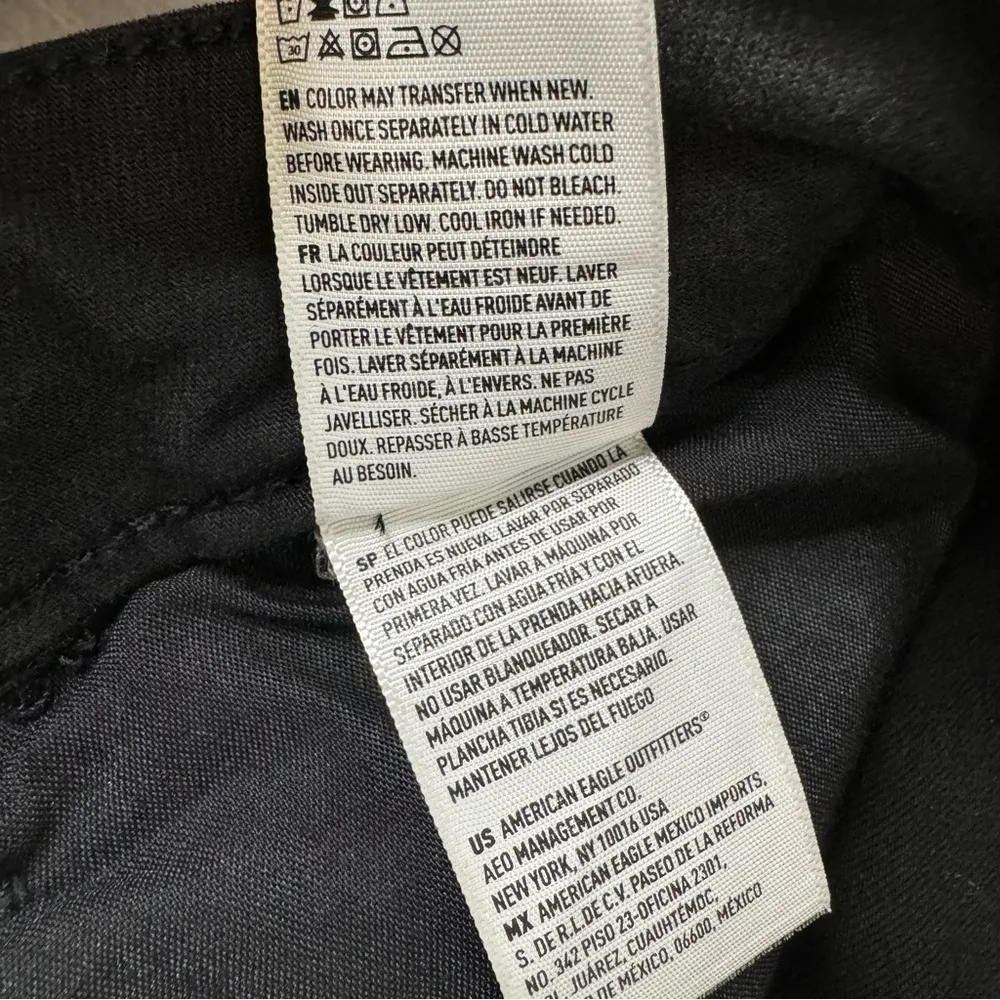 30
EN COLOR MAY TRANSFER WHEN NEW.
WASH ONCE SEPARATELY IN COLD WATER
BEFORE WEARING. MACHINE WASH COLD
INSIDE OUT SEPARATELY. DO NOT BLEACH.
TUMBLE DRY LOW. COOL IRON IF NEEDED.
FR LA COULEUR PEUT DÉTEINDRE
LORSQUE LE VÊTEMENT EST NEUF. LAVER
SÉPARÉMENT À L'EAU FROIDE AVANT DE
PORTER LE VÊTEMENT POUR LA PREMIÈRE
FOIS. LAVER SÉPARÉMENT À LA MACHINE
À L'EAU FROIDE, À L'ENVERS. NE PAS
JAVELLISER. SÉCHER À LA MACHINE CYCLE
DOUX. REPASSER À BASSE TEMPÉRATURE
AU BESOIN.
SP EL COLOR PUEDE SALIRSE CUANDO LA
PRENDA ES NUEVA. LAVAR POR SEPARADO
CON AGUA FRÍA ANTES DE USAR POR
PRIMERA VEZ. LAVAR A MÁQUINA POR
SEPARADO CON AGUA FRÍA Y CON EL
INTERIOR DE LA PRENDA HACIA AFUERA.
NO USAR BLANQUEADOR. SECAR A
MÁQUINA A TEMPERATURA BAJA. USAR
PLANCHA TIBIA SI ES NECESARIO.
MANTENER LEJOS DEL FUEGO
US AMERICAN EAGLE OUTFITTERS®
AEO MANAGEMENT CO.
NEW YORK, NY 10016 USA
MX AMERICAN EAGLE MEXICO IMPORTS,
S. DE R.L.DE C.V. PASEO DE LA REFORMA
NO. 342 PISO 23-OFICINA 2301,
JUÁREZ, CUAUHTÉMOC,
DE MÉXICO, 06600, MÉXICO